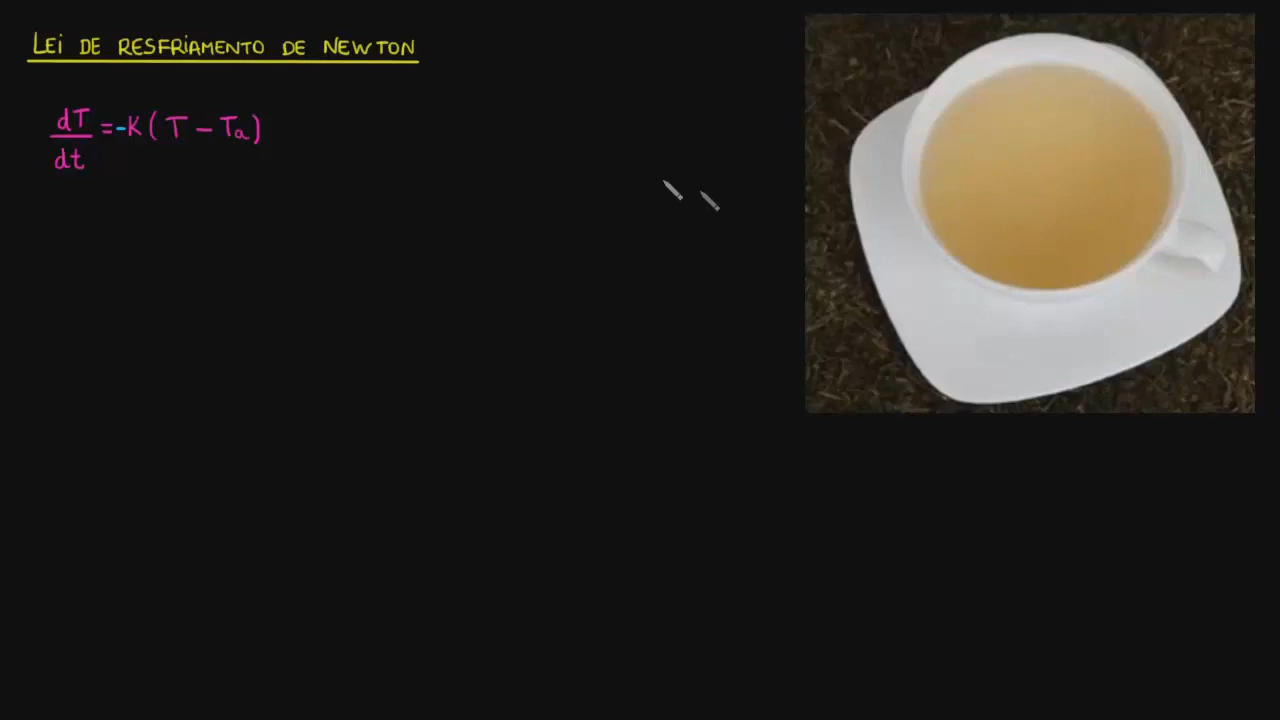 LEI DE RESFRIAMENTO DE NEWTON
dT/dt = -K ( T - Ta )